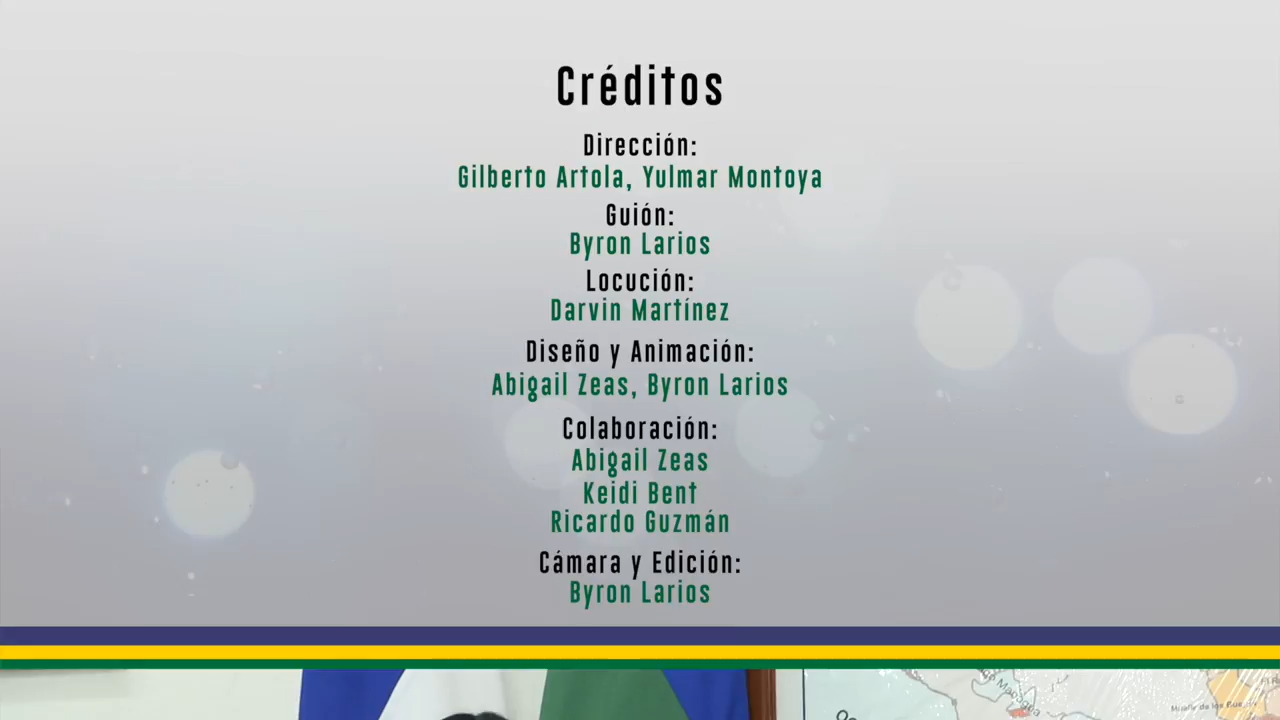 Créditos
Dirección:
Gilberto Artola, Yulmar Montoya
Guión:
Byron Larios
Locución:
Darvin Martínez
Diseño y Animación:
Abigail Zeas, Byron Larios
Colaboración:
Abigail Zeas
Keidi Bent
Ricardo Guzmán
Cámara y Edición:
Byron Larios